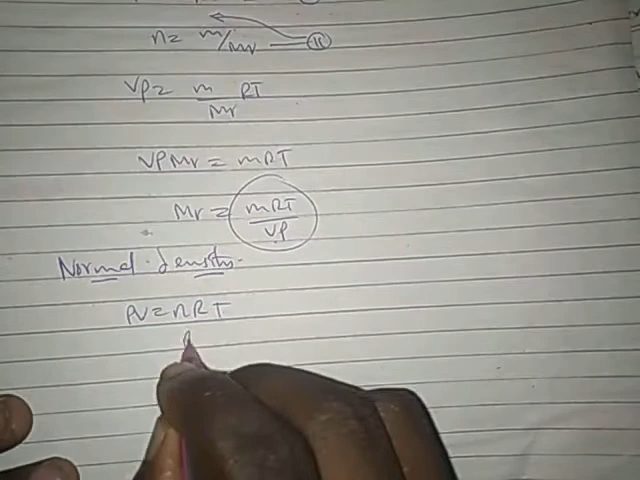 n = m/Mr — (ii)
VP = m/Mr RT
VPMr = mRT
Mr = mRT/VP
Normal density.
PV = nRT